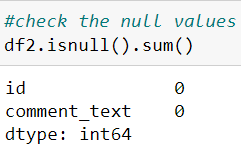 #check the null values
df2.isnull().sum()
id 0
comment_text 0
dtype: int64